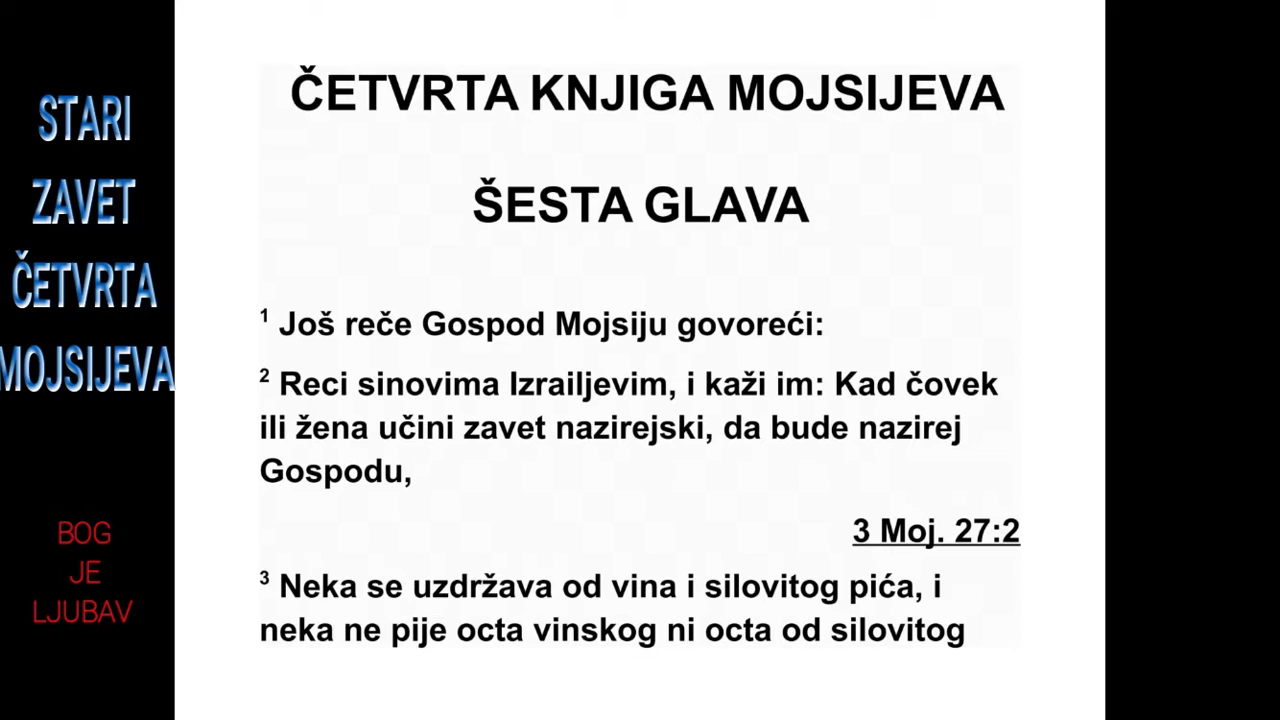 STARI
ZAVET
ČETVRTA
MOJSIJEVA
BOG
JE
LJUBAV
ČETVRTA KNJIGA MOJSIJEVA
ŠESTA GLAVA
1 Još reče Gospod Mojsiju govoreći:
2 Reci sinovima Izrailjevim, i kaži im: Kad čovek
ili žena učini zavet nazirejski, da bude nazirej
Gospodu,
3 Moj. 27:2
3 Neka se uzdržava od vina i silovitog pića, i
neka ne pije octa vinskog ni octa od silovitog